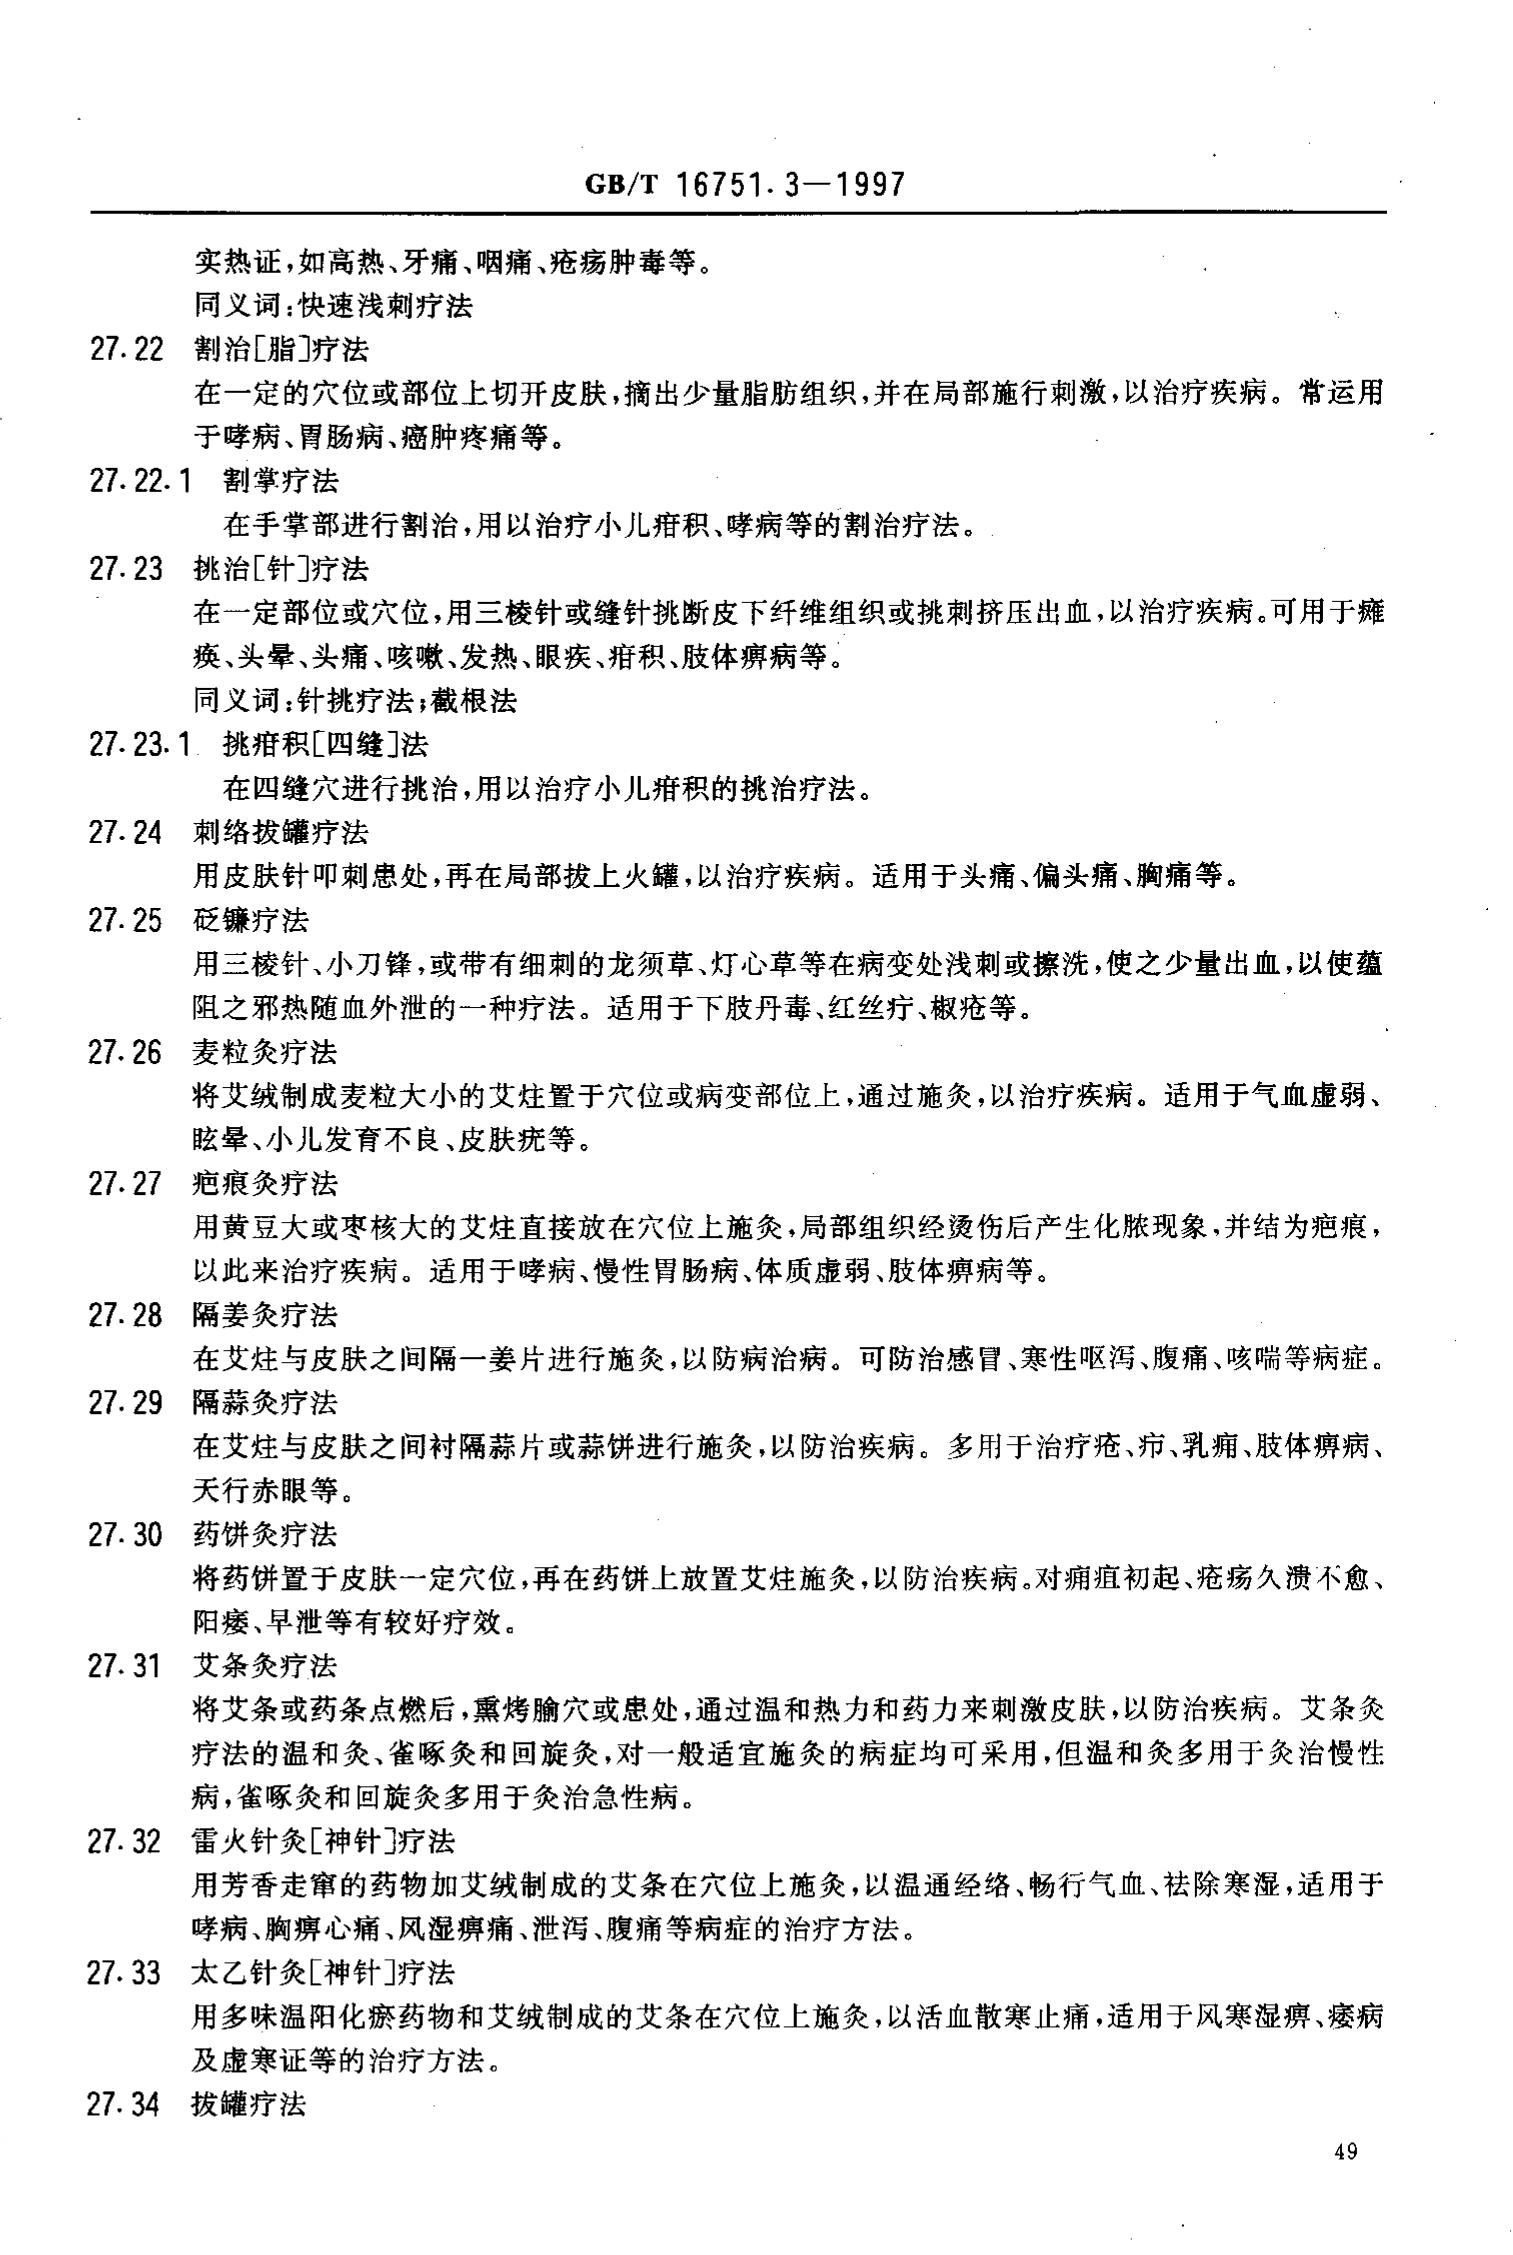 GB/T 16751.3—1997
实热证,如高热、牙痛、咽痛、疮疡肿毒等。
同义词:快速浅刺疗法
27.22 割治[脂]疗法
在一定的穴位或部位上切开皮肤,摘出少量脂肪组织,并在局部施行刺激,以治疗疾病。常运用
于哮病、胃肠病、癌肿疼痛等。
27.22.1 割掌疗法
在手掌部进行割治,用以治疗小儿疳积、哮病等的割治疗法。
27.23 挑治[针]疗法
在一定部位或穴位,用三棱针或缝针挑断皮下纤维组织或挑刺挤压出血,以治疗疾病。可用于瘫
痪、头晕、头痛、咳嗽、发热、眼疾、疳积、肢体痹病等。
同义词:针挑疗法;截根法
27.23.1 挑疳积[四缝]法
在四缝穴进行挑治,用以治疗小儿疳积的挑治疗法。
27.24 刺络拔罐疗法
用皮肤针叩刺患处,再在局部拔上火罐,以治疗疾病。适用于头痛、偏头痛、胸痛等。
27.25 砭镰疗法
用三棱针、小刀锋,或带有细刺的龙须草、灯心草等在病变处浅刺或擦洗,使之少量出血,以使蕴
阻之邪热随血外泄的一种疗法。适用于下肢丹毒、红丝疔、椒疮等。
27.26 麦粒灸疗法
将艾绒制成麦粒大小的艾炷置于穴位或病变部位上,通过施灸,以治疗疾病。适用于气血虚弱、
眩晕、小儿发育不良、皮肤疣等。
27.27 疤痕灸疗法
用黄豆大或枣核大的艾炷直接放在穴位上施灸,局部组织经烫伤后产生化脓现象,并结为疤痕,
以此来治疗疾病。适用于哮病、慢性胃肠病、体质虚弱、肢体痹病等。
27.28 隔姜灸疗法
在艾炷与皮肤之间隔一姜片进行施灸,以防病治病。可防治感冒、寒性呕泻、腹痛、咳喘等病症。
27.29 隔蒜灸疗法
在艾炷与皮肤之间衬隔蒜片或蒜饼进行施灸,以防治疾病。多用于治疗疮、疖、乳痈、肢体痹病、
天行赤眼等。
27.30 药饼灸疗法
将药饼置于皮肤一定穴位,再在药饼上放置艾炷施灸,以防治疾病。对痈疽初起、疮疡久溃不愈、
阳痿、早泄等有较好疗效。
27.31 艾条灸疗法
将艾条或药条点燃后,熏烤腧穴或患处,通过温和热力和药力来刺激皮肤,以防治疾病。艾条灸
疗法的温和灸、雀啄灸和回旋灸,对一般适宜施灸的病症均可采用,但温和灸多用于灸治慢性
病,雀啄灸和回旋灸多用于灸治急性病。
27.32 雷火针灸[神针]疗法
用芳香走窜的药物加艾绒制成的艾条在穴位上施灸,以温通经络、畅行气血、祛除寒湿,适用于
哮病、胸痹心痛、风湿痹痛、泄泻、腹痛等病症的治疗方法。
27.33 太乙针灸[神针]疗法
用多味温阳化瘀药物和艾绒制成的艾条在穴位上施灸,以活血散寒止痛,适用于风寒湿痹、痿病
及虚寒证等的治疗方法。
27.34 拔罐疗法
49